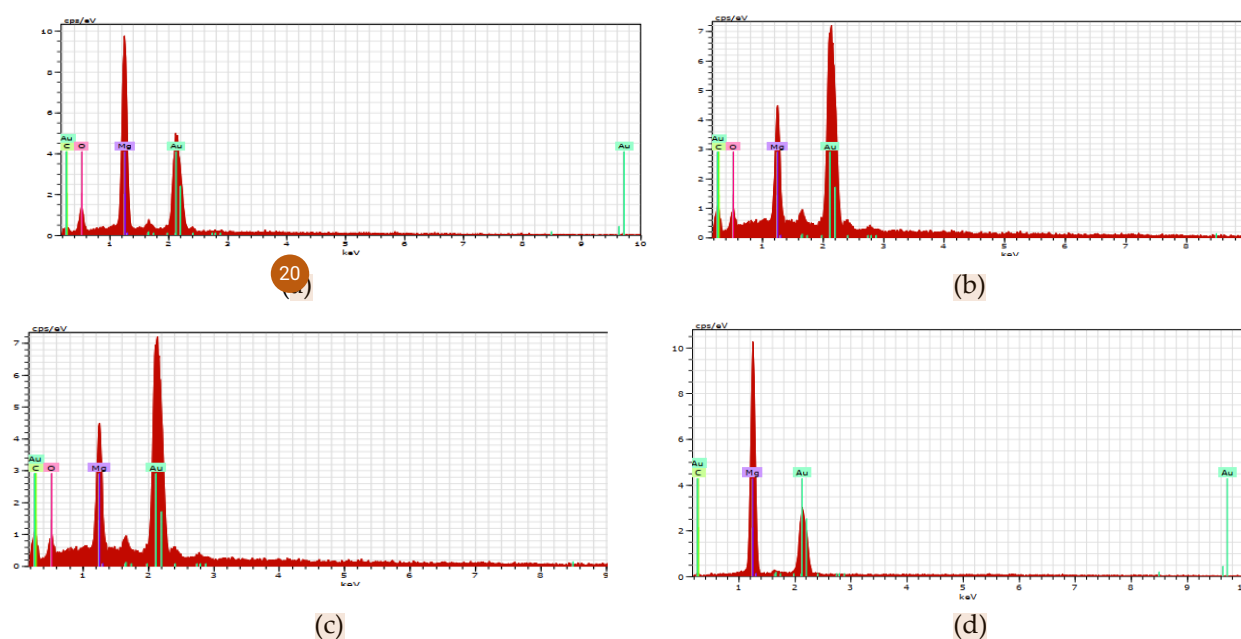 cps/eV
10
8
6
4
2
0
Au
C O Mg Au Au
1 2 3 4 5 6 7 8 9 10
keV
20
cps/eV
7
6
5
4
3
2
1
0
Au
C O Mg Au
1 2 3 4 5 6 7 8
keV
(b)
cps/eV
7
6
5
4
3
2
1
0
Au
C O Mg Au
1 2 3 4 5 6 7 8 9
keV
(c)
cps/eV
10
8
6
4
2
0
Au
C Mg Au Au
1 2 3 4 5 6 7 8 9
keV
(d)